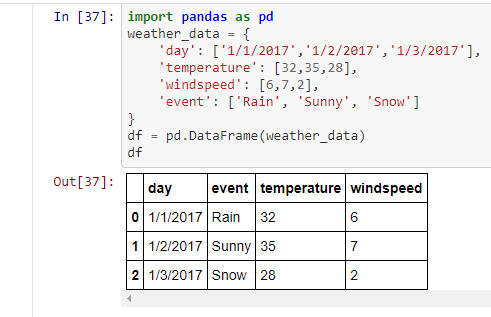 In [37]: import pandas as pd
weather_data = {
    'day': ['1/1/2017','1/2/2017','1/3/2017'],
    'temperature': [32,35,28],
    'windspeed': [6,7,2],
    'event': ['Rain', 'Sunny', 'Snow']
}
df = pd.DataFrame(weather_data)
df
Out[37]:
day event temperature windspeed
0 1/1/2017 Rain 32 6
1 1/2/2017 Sunny 35 7
2 1/3/2017 Snow 28 2